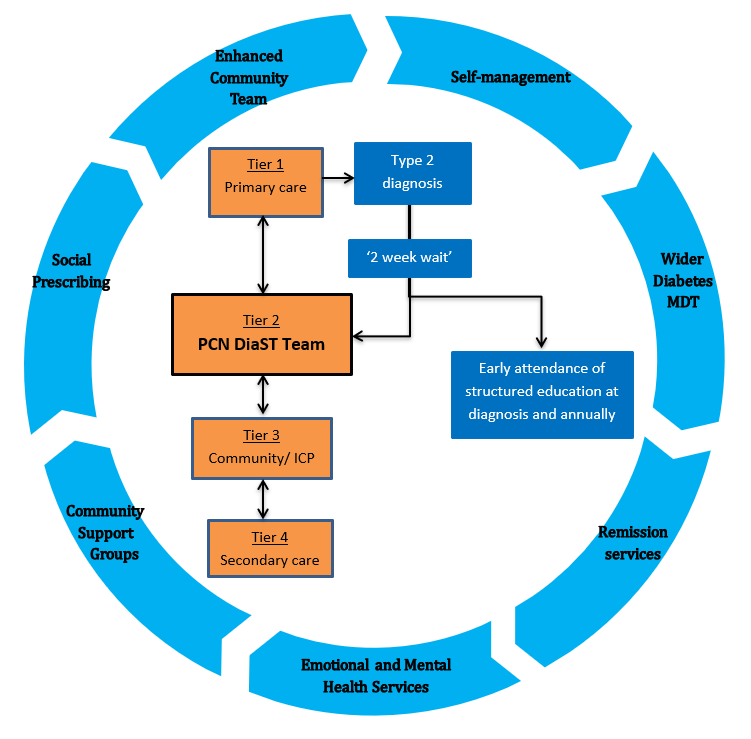 Enhanced
Community
Team
Self-management
Tier 1
Primary care
Type 2
diagnosis
‘2 week wait’
Social
Prescribing
Wider
Diabetes
MDT
Tier 2
PCN DiaST Team
Early attendance of
structured education at
diagnosis and annually
Tier 3
Community/ ICP
Community
Support
Groups
Tier 4
Secondary care
Remission
services
Emotional and Mental
Health Services